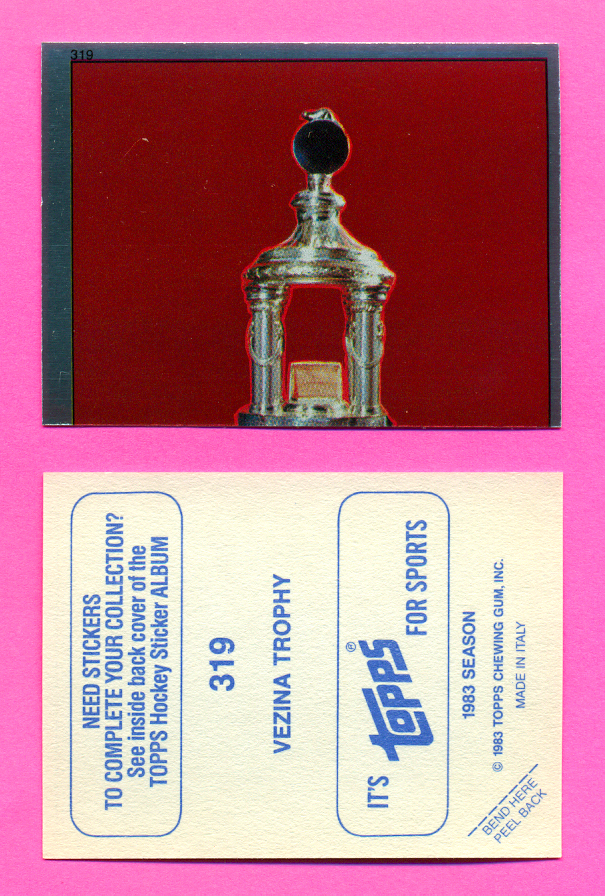 319
NEED STICKERS
TO COMPLETE YOUR COLLECTION?
See inside back cover of the
TOPPS Hockey Sticker ALBUM
319
VEZINA TROPHY
IT'S TOPPS® FOR SPORTS
1983 SEASON
© 1983 TOPPS CHEWING GUM, INC.
MADE IN ITALY
BEND HERE
PEEL BACK